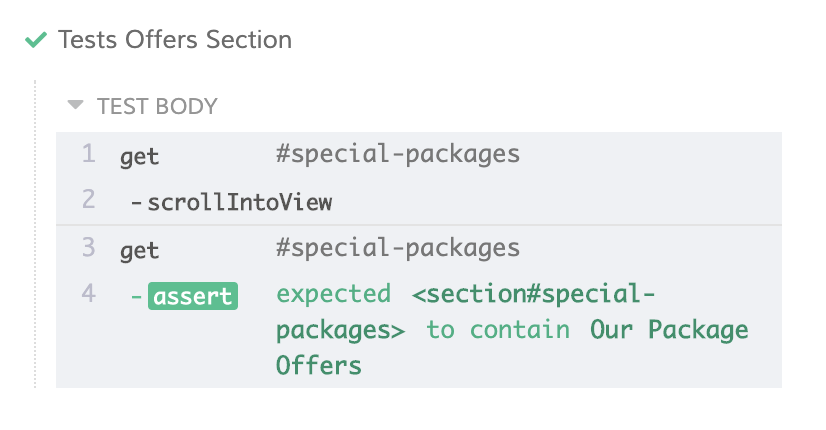 Tests Offers Section
TEST BODY
1 get #special-packages
2 -scrollIntoView
3 get #special-packages
4 -assert expected <section#special-
packages> to contain Our Package
Offers